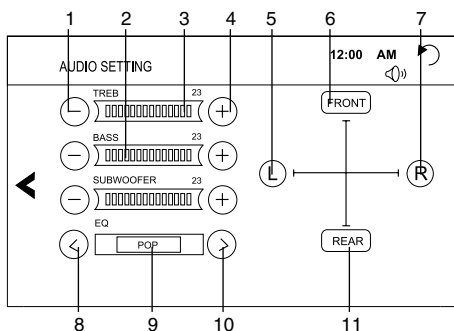 1 2 3 4 5 6 7
12:00 AM
AUDIO SETTING
TREB 23
FRONT
BASS 23
L R
SUBWOOFER 23
EQ
POP
REAR
8 9 10 11